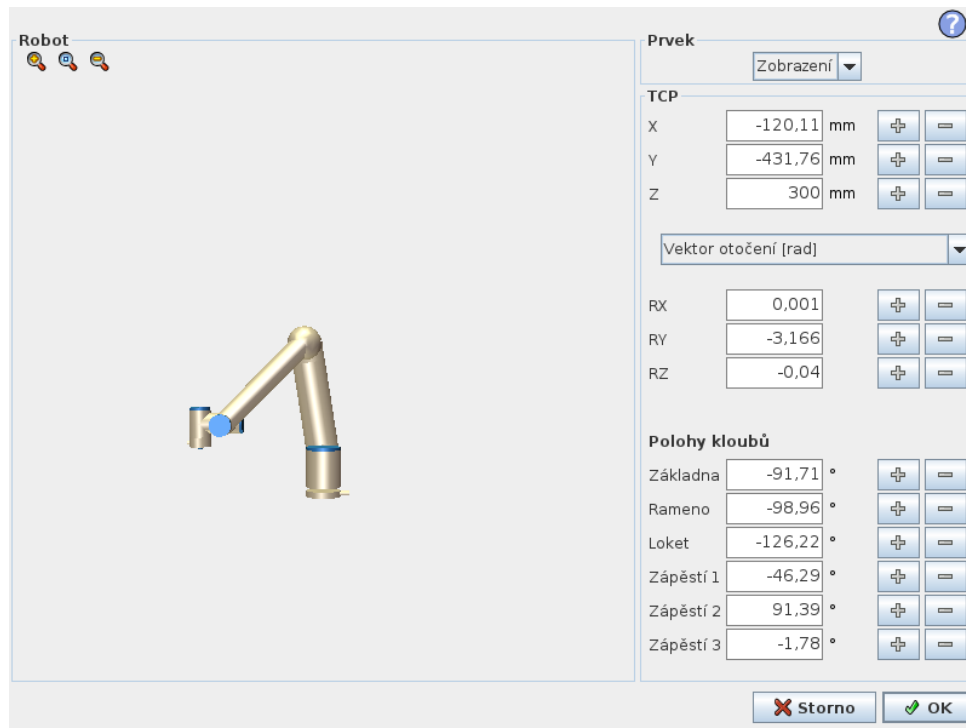 Robot
Prvek
Zobrazení
TCP
X -120,11 mm
Y -431,76 mm
Z 300 mm
Vektor otočení [rad]
RX 0,001
RY -3,166
RZ -0,04
Polohy kloubů
Základna -91,71 °
Rameno -98,96 °
Loket -126,22 °
Zápěstí 1 -46,29 °
Zápěstí 2 91,39 °
Zápěstí 3 -1,78 °
Storno OK